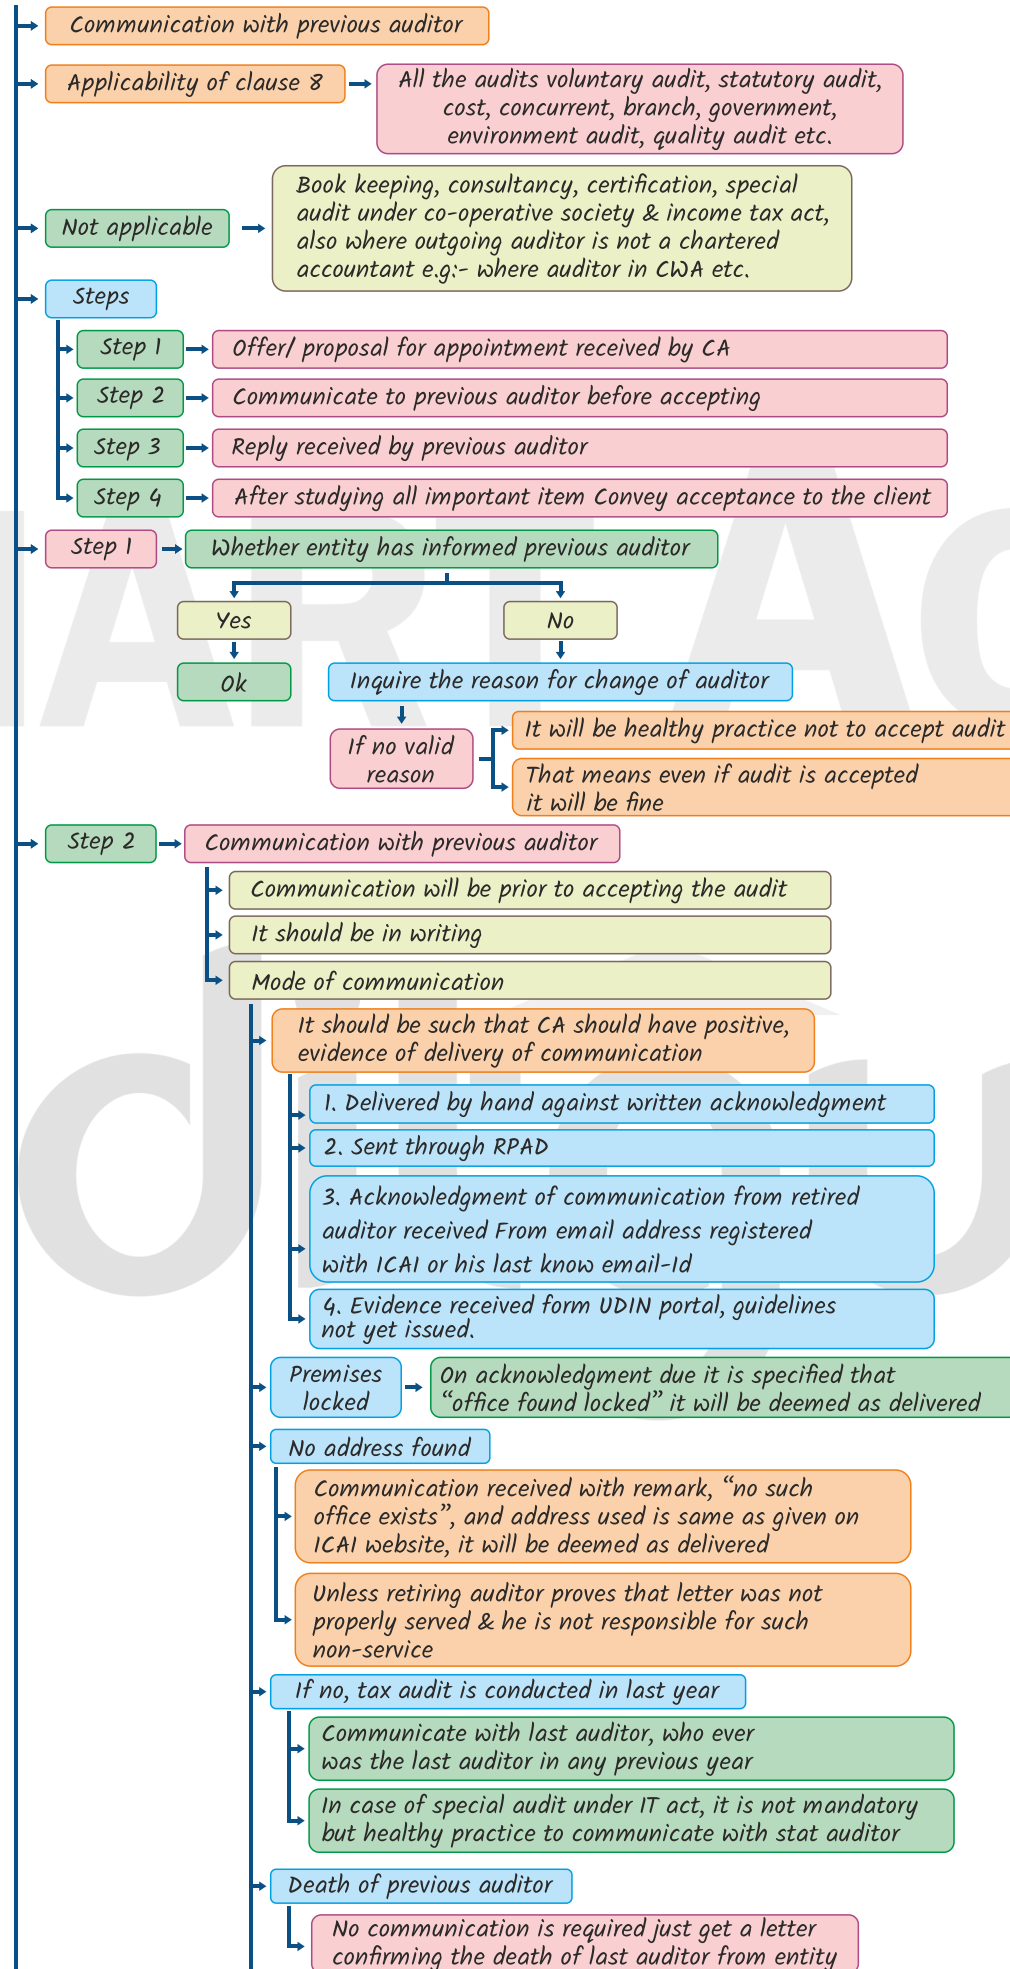 Communication with previous auditor
Applicability of clause 8
All the audits voluntary audit, statutory audit,
cost, concurrent, branch, government,
environment audit, quality audit etc.
Not applicable
Book keeping, consultancy, certification, special
audit under co-operative society & income tax act,
also where outgoing auditor is not a chartered
accountant e.g:- where auditor in CWA etc.
Steps
Step 1
Offer/ proposal for appointment received by CA
Step 2
Communicate to previous auditor before accepting
Step 3
Reply received by previous auditor
Step 4
After studying all important item Convey acceptance to the client
Step 1
Whether entity has informed previous auditor
Yes
No
Ok
Inquire the reason for change of auditor
If no valid
reason
It will be healthy practice not to accept audit
That means even if audit is accepted
it will be fine
Step 2
Communication with previous auditor
Communication will be prior to accepting the audit
It should be in writing
Mode of communication
It should be such that CA should have positive,
evidence of delivery of communication
1. Delivered by hand against written acknowledgment
2. Sent through RPAD
3. Acknowledgment of communication from retired
auditor received From email address registered
with ICAI or his last know email-Id
4. Evidence received form UDIN portal, guidelines
not yet issued.
Premises
locked
On acknowledgment due it is specified that
“office found locked” it will be deemed as delivered
No address found
Communication received with remark, “no such
office exists”, and address used is same as given on
ICAI website, it will be deemed as delivered
Unless retiring auditor proves that letter was not
properly served & he is not responsible for such
non-service
If no, tax audit is conducted in last year
Communicate with last auditor, who ever
was the last auditor in any previous year
In case of special audit under IT act, it is not mandatory
but healthy practice to communicate with stat auditor
Death of previous auditor
No communication is required just get a letter
confirming the death of last auditor from entity